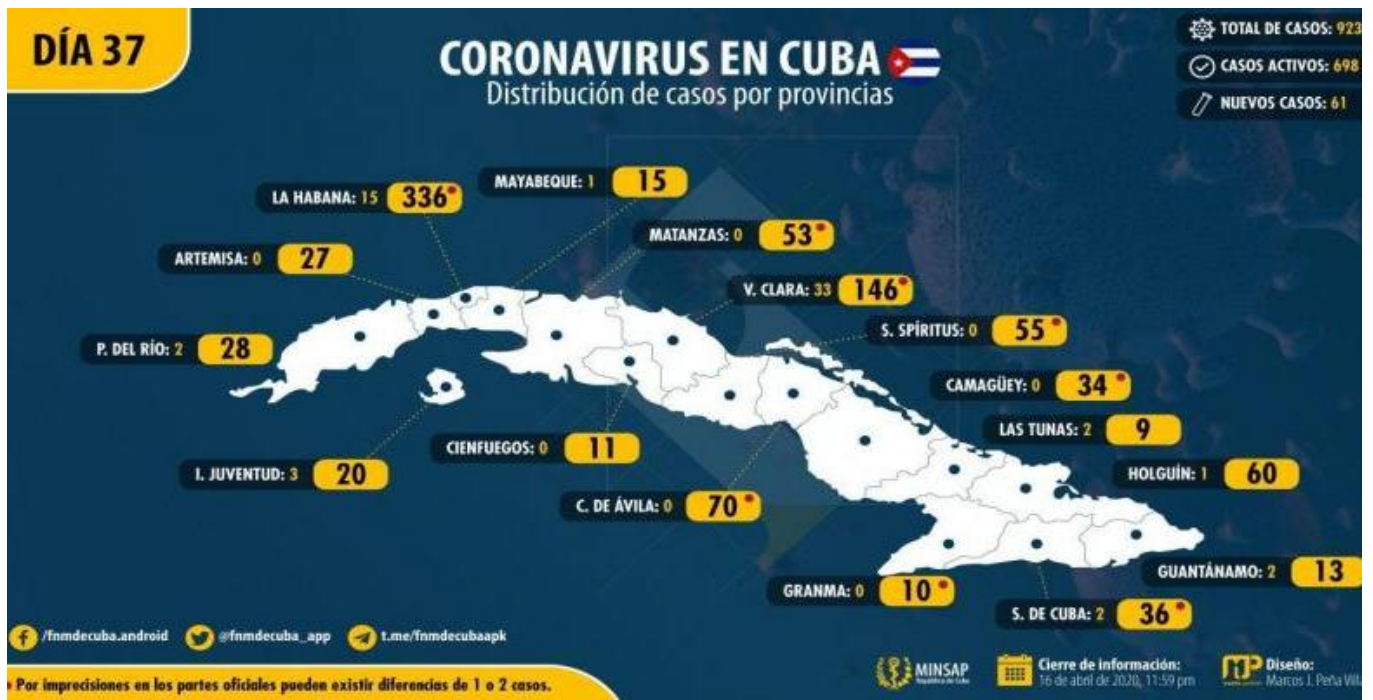 DÍA 37
CORONAVIRUS EN CUBA
Distribución de casos por provincias
TOTAL DE CASOS: 923
CASOS ACTIVOS: 698
NUEVOS CASOS: 61
MAYABEQUE: 1 15
LA HABANA: 15 336
MATANZAS: 0 53
ARTEMISA: 0 27
V. CLARA: 33 146
S. SPÍRITUS: 0 55
P. DEL RÍO: 2 28
CAMAGÜEY: 0 34
LAS TUNAS: 2 9
CIENFUEGOS: 0 11
I. JUVENTUD: 3 20
HOLGUÍN: 1 60
C. DE ÁVILA: 0 70
GUANTÁNAMO: 2 13
GRANMA: 0 10
S. DE CUBA: 2 36
/fnmdecuba.android @fnmdecuba_app t.me/fnmdecubaapk
MINSAP
República de Cuba
Cierre de información:
16 de abril de 2020, 11:59 pm
Diseño:
Marcos J. Peña
• Por imprecisiones en los partes oficiales pueden existir diferencias de 1 o 2 casos.